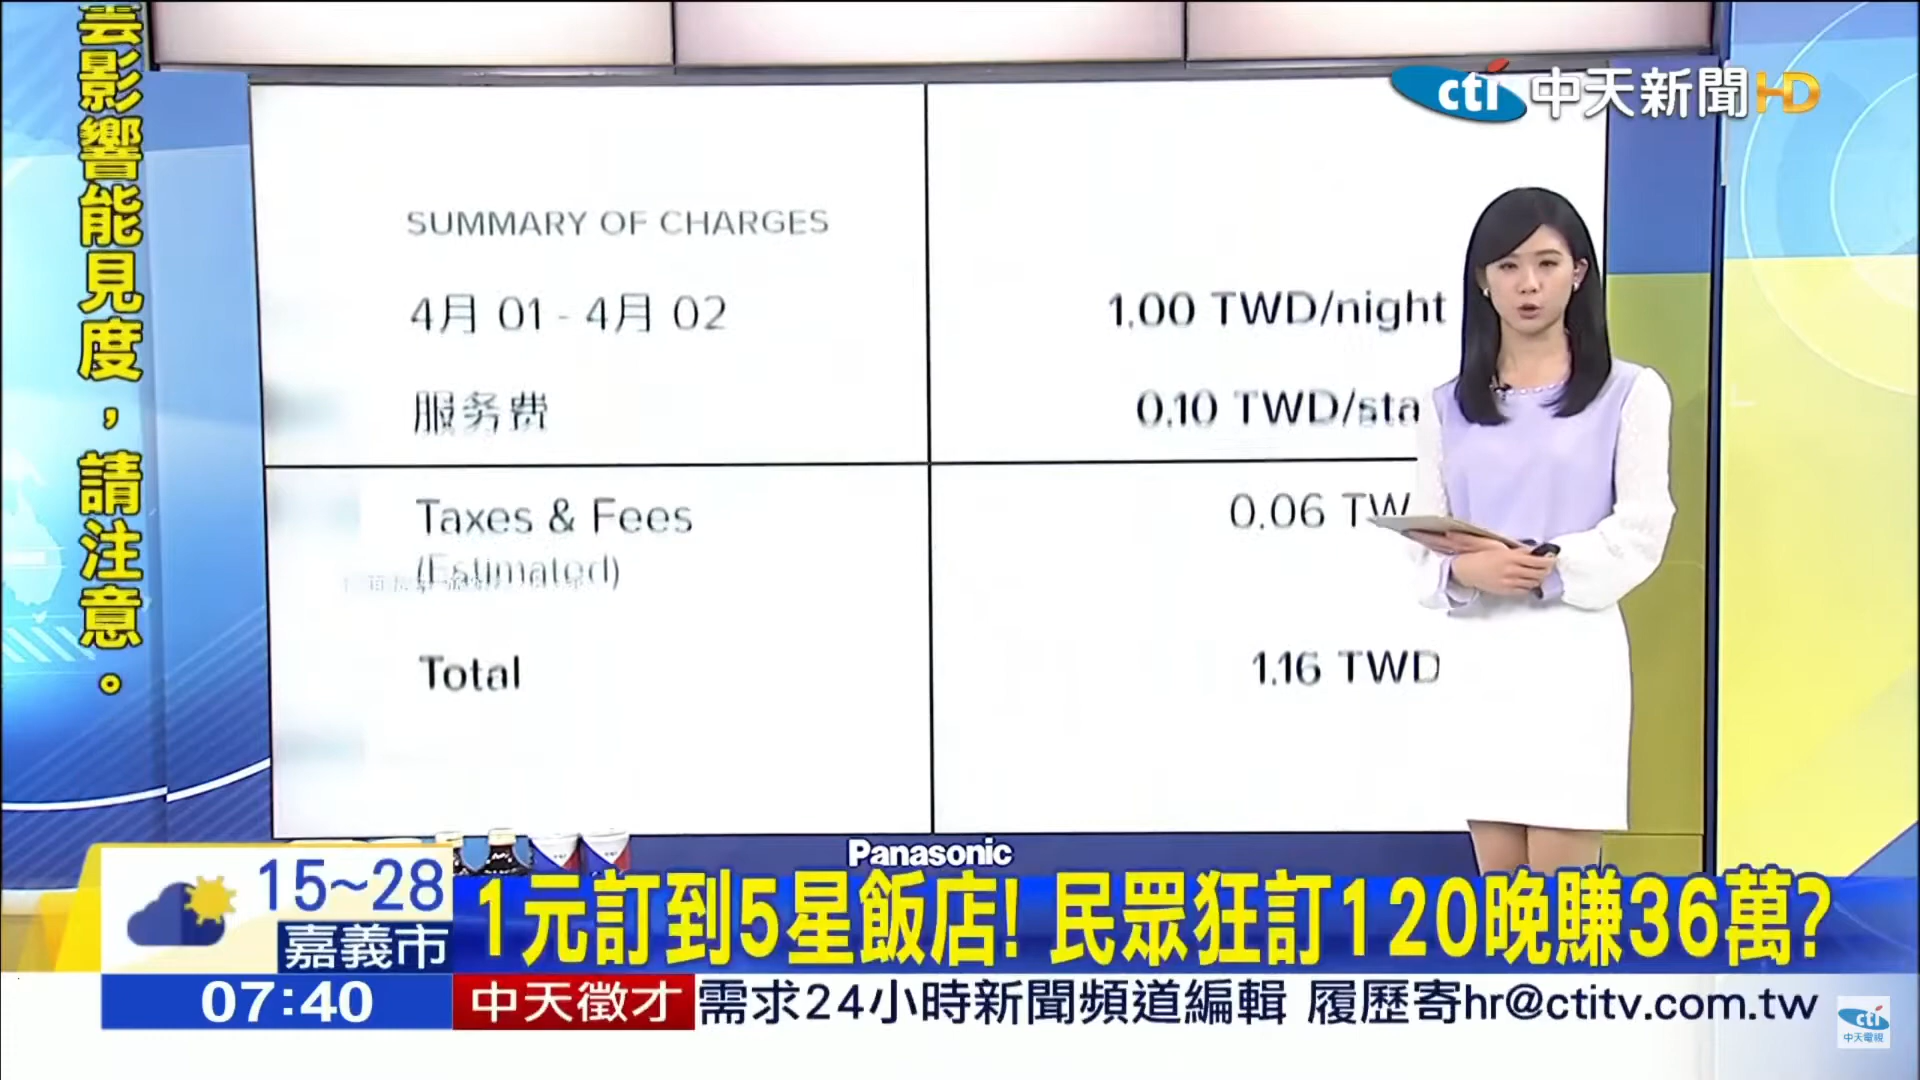 雲影響能見度，請注意。
cti 中天新聞HD
SUMMARY OF CHARGES
4月 01 - 4月 02
1.00 TWD/night
服务费
0.10 TWD/sta
Taxes & Fees
0.06 TW
(Estimated)
Total
1.16 TWD
Panasonic
15~28
嘉義市
1元訂到5星飯店! 民眾狂訂120晚賺36萬?
07:40
中天徵才
需求24小時新聞頻道編輯 履歷寄hr@ctitv.com.tw
cti
中天電視